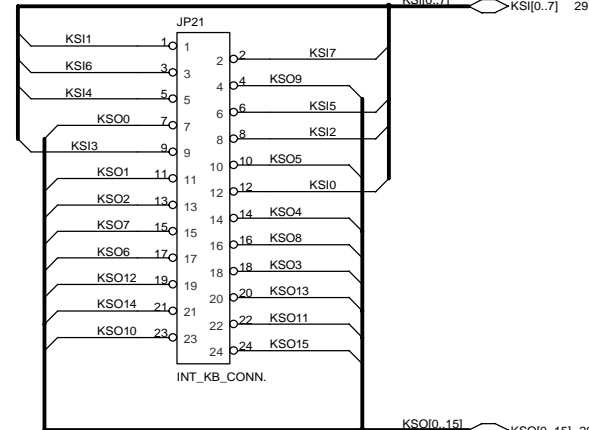 KSI[0..7] KSI[0..7] 29
JP21
KSI1 1 1
2 2 KSI7
KSI6 3 3
4 4 KSO9
KSI4 5 5
6 6 KSI5
KSO0 7 7
8 8 KSI2
KSI3 9 9
10 10 KSO5
KSO1 11 11
12 12 KSI0
KSO2 13 13
14 14 KSO4
KSO7 15 15
16 16 KSO8
KSO6 17 17
18 18 KSO3
KSO12 19 19
20 20 KSO13
KSO14 21 21
22 22 KSO11
KSO10 23 23
24 24 KSO15
INT_KB_CONN.
KSO[0..15] KSO[0..15]